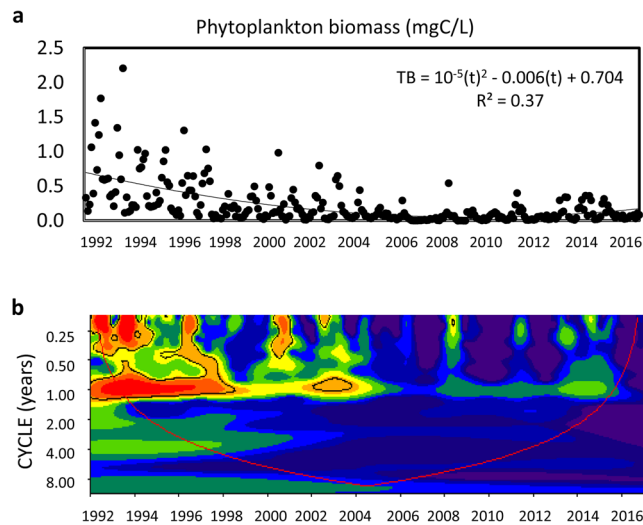 a
Phytoplankton biomass (mgC/L)
2.5
2.0
1.5
1.0
0.5
0.0
TB = 10⁻⁵(t)² - 0.006(t) + 0.704
R² = 0.37
1992 1994 1996 1998 2000 2002 2004 2006 2008 2010 2012 2014 2016
b
CYCLE (years)
0.25
0.50
1.00
2.00
4.00
8.00
1992 1994 1996 1998 2000 2002 2004 2006 2008 2010 2012 2014 2016